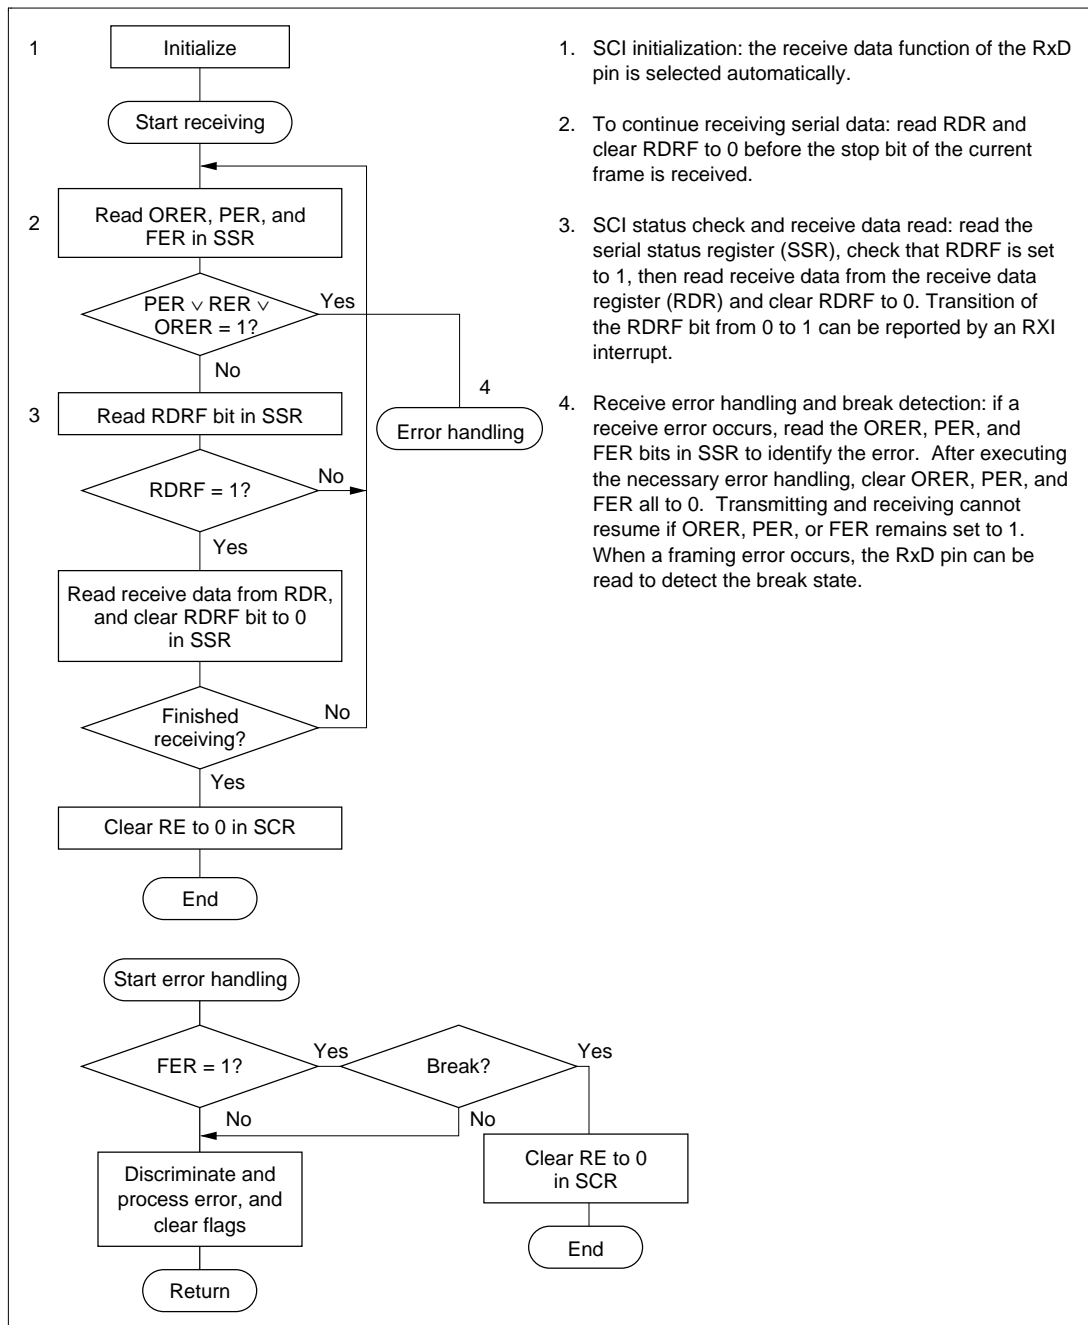 1
Initialize
Start receiving
2
Read ORER, PER, and
FER in SSR
PER ∨ RER ∨
ORER = 1?
Yes
No
4
Error handling
3
Read RDRF bit in SSR
RDRF = 1?
No
Yes
Read receive data from RDR,
and clear RDRF bit to 0
in SSR
Finished
receiving?
No
Yes
Clear RE to 0 in SCR
End
1. SCI initialization: the receive data function of the RxD
pin is selected automatically.
2. To continue receiving serial data: read RDR and
clear RDRF to 0 before the stop bit of the current
frame is received.
3. SCI status check and receive data read: read the
serial status register (SSR), check that RDRF is set
to 1, then read receive data from the receive data
register (RDR) and clear RDRF to 0. Transition of
the RDRF bit from 0 to 1 can be reported by an RXI
interrupt.
4. Receive error handling and break detection: if a
receive error occurs, read the ORER, PER, and
FER bits in SSR to identify the error. After executing
the necessary error handling, clear ORER, PER, and
FER all to 0. Transmitting and receiving cannot
resume if ORER, PER, or FER remains set to 1.
When a framing error occurs, the RxD pin can be
read to detect the break state.
Start error handling
FER = 1?
Yes
Break?
Yes
No
No
Discriminate and
process error, and
clear flags
Clear RE to 0
in SCR
End
Return